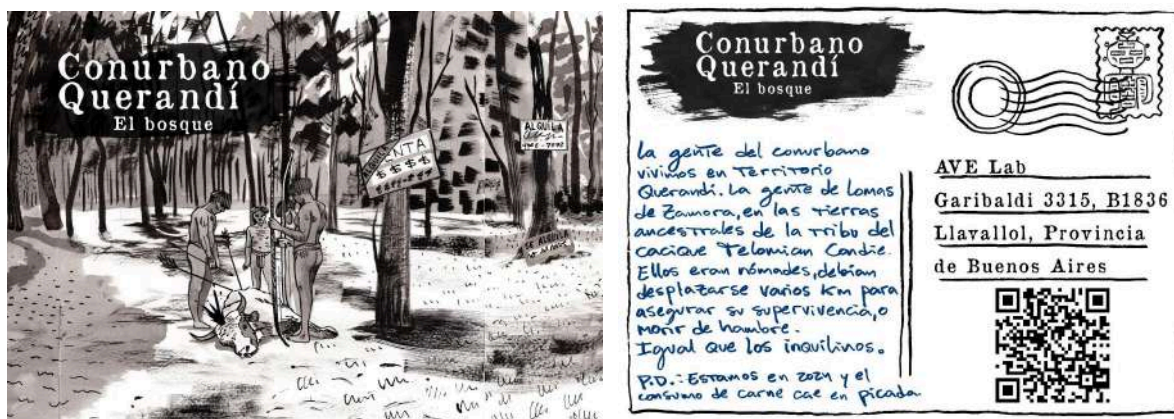 Conurbano
Querandí
El bosque
VENTA
$ $ $ $
ALQUILA
SE ALQUILA
Conurbano
Querandí
El bosque
La gente del conurbano
vivimos en Territorio
Querandí. La gente de Lomas
de Zamora, en las tierras
ancestrales de la tribu del
cacique Telomian Condie.
Ellos eran nómades, debían
desplazarse varios Km para
asegurar su supervivencia, o
morir de hambre.
Igual que los inquilinos.
P.D.: Estamos en 2024 y el
consumo de carne cae en picada
AVE Lab
Garibaldi 3315, B1836
Llavallol, Provincia
de Buenos Aires